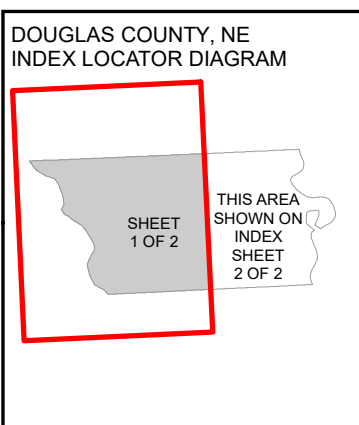 DOUGLAS COUNTY, NE
INDEX LOCATOR DIAGRAM
SHEET
1 OF 2
THIS AREA
SHOWN ON
INDEX
SHEET
2 OF 2